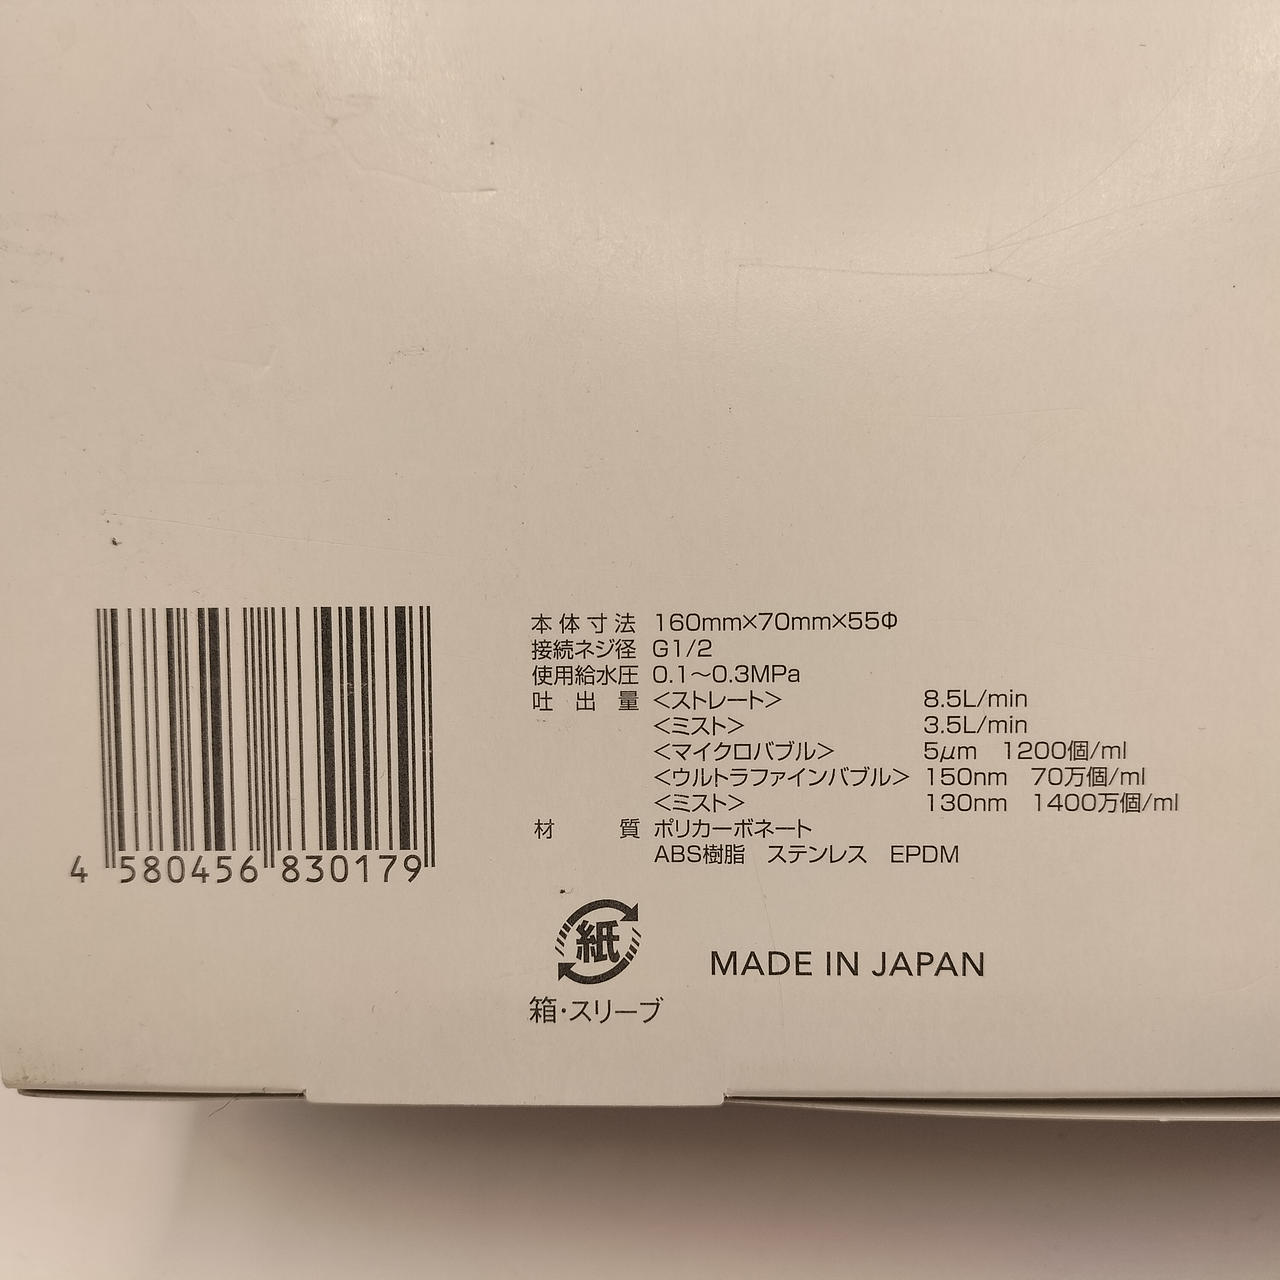 本体寸法 160mm×70mm×55Φ
接続ネジ径 G1/2
使用給水圧 0.1～0.3MPa
吐出量 <ストレート> 8.5L/min
<ミスト> 3.5L/min
<マイクロバブル> 5μm 1200個/ml
<ウルトラファインバブル> 150nm 70万個/ml
<ミスト> 130nm 1400万個/ml
材質 ポリカーボネート
ABS樹脂 ステンレス EPDM
4 580456 830179
紙
箱・スリーブ
MADE IN JAPAN